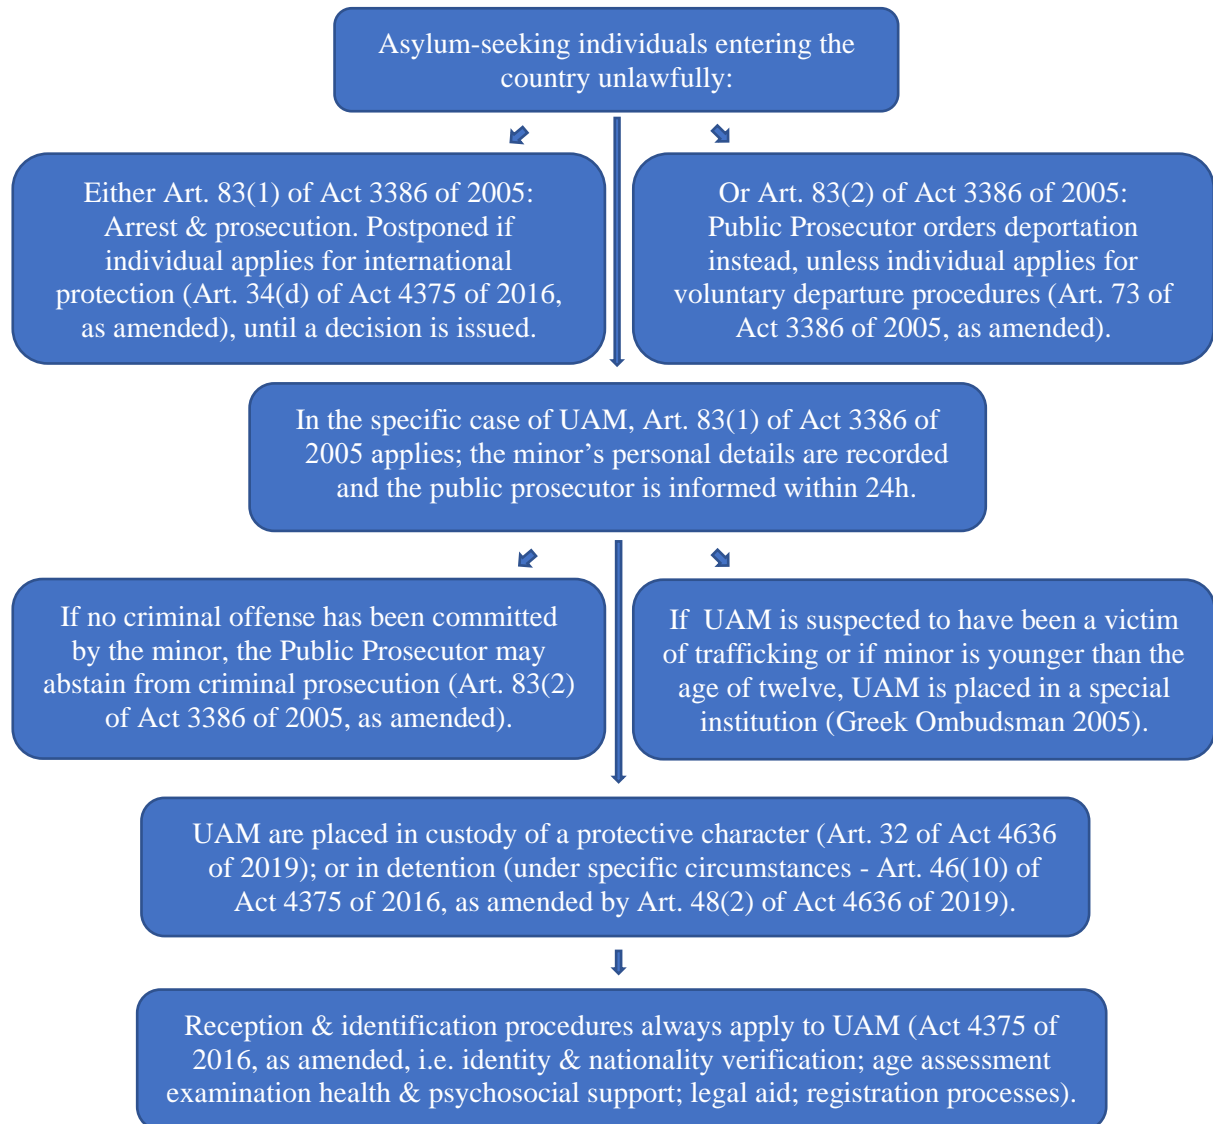 Asylum-seeking individuals entering the
country unlawfully:
Either Art. 83(1) of Act 3386 of 2005:
Arrest & prosecution. Postponed if
individual applies for international
protection (Art. 34(d) of Act 4375 of 2016,
as amended), until a decision is issued.
Or Art. 83(2) of Act 3386 of 2005:
Public Prosecutor orders deportation
instead, unless individual applies for
voluntary departure procedures (Art. 73 of
Act 3386 of 2005, as amended).
In the specific case of UAM, Art. 83(1) of Act 3386 of
2005 applies; the minor’s personal details are recorded
and the public prosecutor is informed within 24h.
If no criminal offense has been committed
by the minor, the Public Prosecutor may
abstain from criminal prosecution (Art. 83(2)
of Act 3386 of 2005, as amended).
If UAM is suspected to have been a victim
of trafficking or if minor is younger than the
age of twelve, UAM is placed in a special
institution (Greek Ombudsman 2005).
UAM are placed in custody of a protective character (Art. 32 of Act 4636
of 2019); or in detention (under specific circumstances - Art. 46(10) of
Act 4375 of 2016, as amended by Art. 48(2) of Act 4636 of 2019).
Reception & identification procedures always apply to UAM (Act 4375 of
2016, as amended, i.e. identity & nationality verification; age assessment
examination health & psychosocial support; legal aid; registration processes).